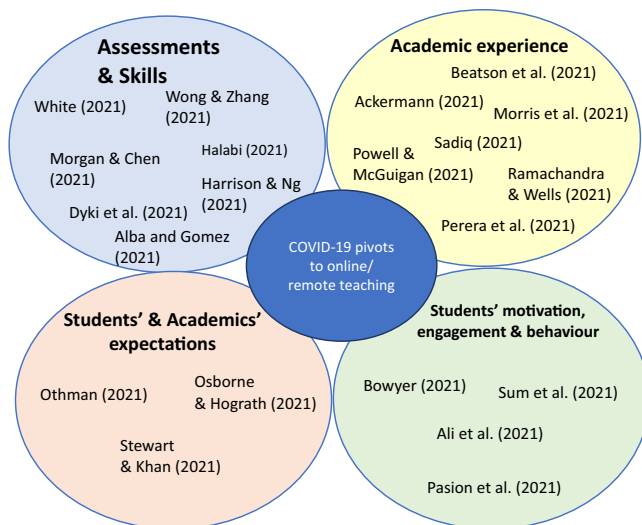 Assessments
& Skills
White (2021)
Wong & Zhang
(2021)
Halabi (2021)
Morgan & Chen
(2021)
Harrison & Ng
(2021)
Dyki et al. (2021)
Alba and Gomez
(2021)
Academic experience
Beatson et al. (2021)
Ackermann (2021)
Morris et al. (2021)
Sadiq (2021)
Powell &
McGuigan (2021)
Ramachandra
& Wells (2021)
Perera et al. (2021)
COVID-19 pivots
to online/
remote teaching
Students’ & Academics’
expectations
Othman (2021)
Osborne
& Hograth (2021)
Stewart
& Khan (2021)
Students’ motivation,
engagement & behaviour
Bowyer (2021)
Sum et al. (2021)
Ali et al. (2021)
Pasion et al. (2021)